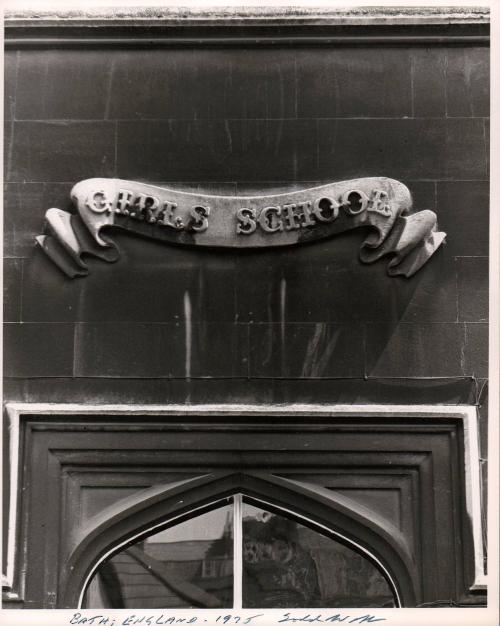 GIRLS SCHOOL
BATH, ENGLAND - 1975